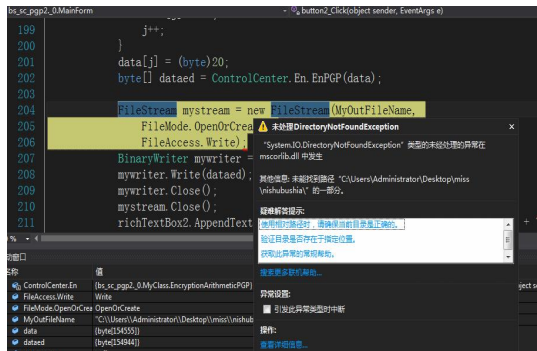 bs_sc_pgp2._0.MainForm button2_Click(object sender, EventArgs e)
199 j++;
200 }
201 data[j] = (byte)20;
202 byte[] dataed = ControlCenter.En.EnPGP(data);
203
204 FileStream mystream = new FileStream(MyOutFileName,
205 FileMode.OpenOrCrea
206 FileAccess.Write);
207 BinaryWriter mywriter =
208 mywriter.Write(dataed);
209 mywriter.Close();
210 mystream.Close();
211 richTextBox2.AppendText
未处理DirectoryNotFoundException
“System.IO.DirectoryNotFoundException”类型的未经处理的异常在
mscorlib.dll 中发生
其他信息: 未能找到路径“C:\Users\Administrator\Desktop\miss
\nishubushia\”的一部分。
疑难解答提示:
使用相对路径时，请确保当前目录是正确的。
验证目录是否存在于指定位置。
获取此异常的常规帮助。
搜索更多联机帮助...
异常设置:
引发此异常类型时中断
操作:
查看详细信息...
%
动窗口
名称 值
ControlCenter.En {bs_sc_pgp2._0.MyClass.EncryptionArithmeticPGP}
FileAccess.Write Write
FileMode.OpenOrCrea OpenOrCreate
MyOutFileName "C:\\Users\\Administrator\\Desktop\\miss\\nishub
data {byte[154555]}
dataed {byte[154944]}